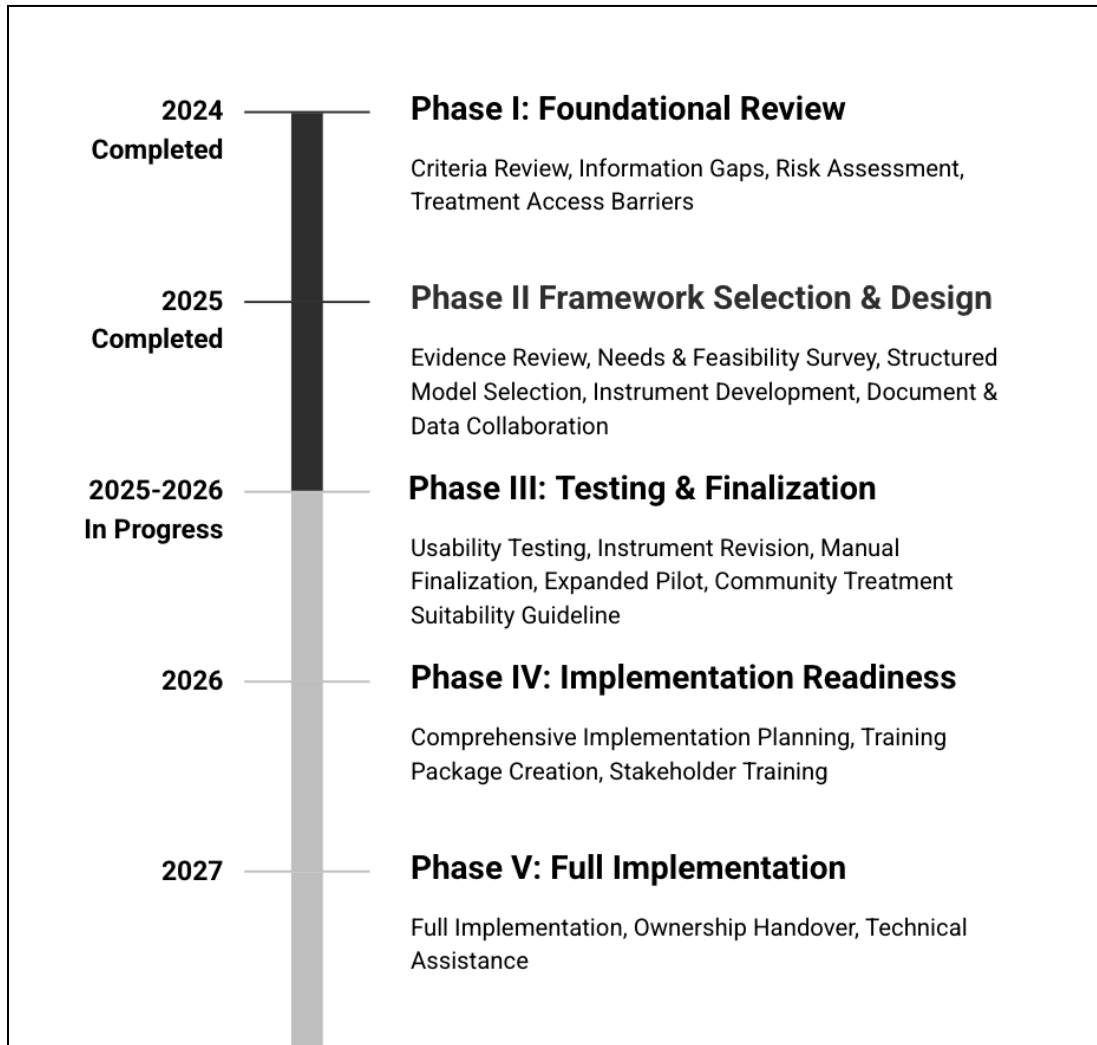 2024
Completed
Phase I: Foundational Review
Criteria Review, Information Gaps, Risk Assessment,
Treatment Access Barriers
2025
Completed
Phase II Framework Selection & Design
Evidence Review, Needs & Feasibility Survey, Structured
Model Selection, Instrument Development, Document &
Data Collaboration
2025-2026
In Progress
Phase III: Testing & Finalization
Usability Testing, Instrument Revision, Manual
Finalization, Expanded Pilot, Community Treatment
Suitability Guideline
2026
Phase IV: Implementation Readiness
Comprehensive Implementation Planning, Training
Package Creation, Stakeholder Training
2027
Phase V: Full Implementation
Full Implementation, Ownership Handover, Technical
Assistance